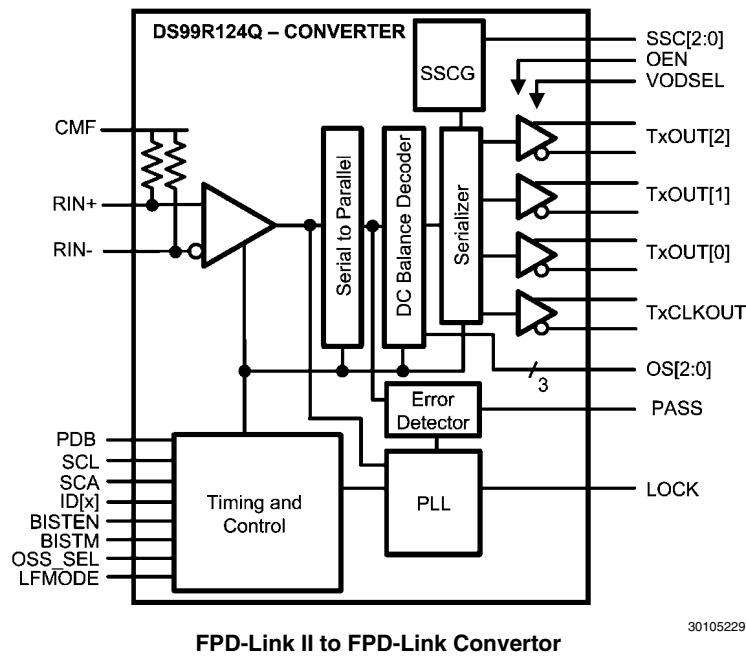 DS99R124Q – CONVERTER
SSCG
SSC[2:0]
OEN
VODSEL
CMF
RIN+
RIN-
Serial to Parallel
DC Balance Decoder
Serializer
TxOUT[2]
TxOUT[1]
TxOUT[0]
TxCLKOUT
OS[2:0]
3
Error
Detector
PASS
PLL
LOCK
PDB
SCL
SCA
ID[x]
BISTEN
BISTM
OSS_SEL
LFMODE
Timing and
Control
30105229
FPD-Link II to FPD-Link Convertor